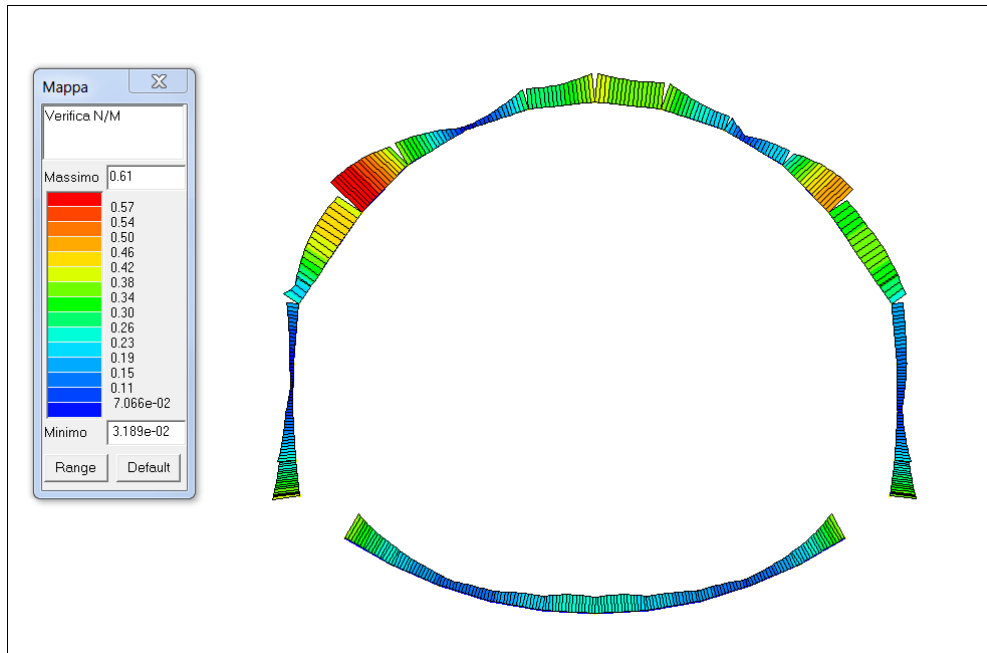 Mappa
Verifica N/M
Massimo 0.61
0.57
0.54
0.50
0.46
0.42
0.38
0.34
0.30
0.26
0.23
0.19
0.15
0.11
7.066e-02
Minimo 3.189e-02
Range Default